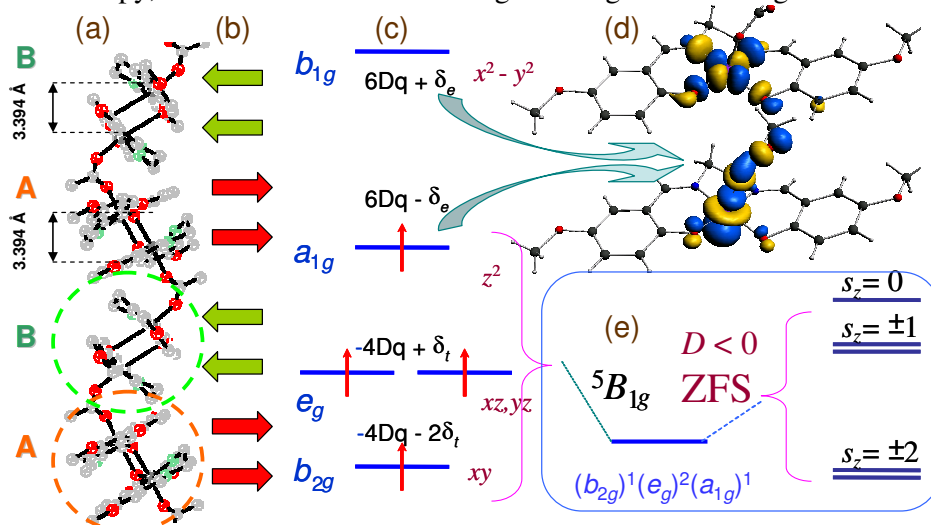 (a)
(b)
(c)
(d)
B
3.394 Å
A
3.394 Å
B
A
b1g
6Dq + δe
x² - y²
6Dq - δe
a1g
z²
-4Dq + δt
eg
xz,yz
-4Dq - 2δt
b2g
xy
(e)
D < 0
⁵B1g
ZFS
(b2g)¹(eg)²(a1g)¹
sz= 0
sz= ±1
sz= ±2